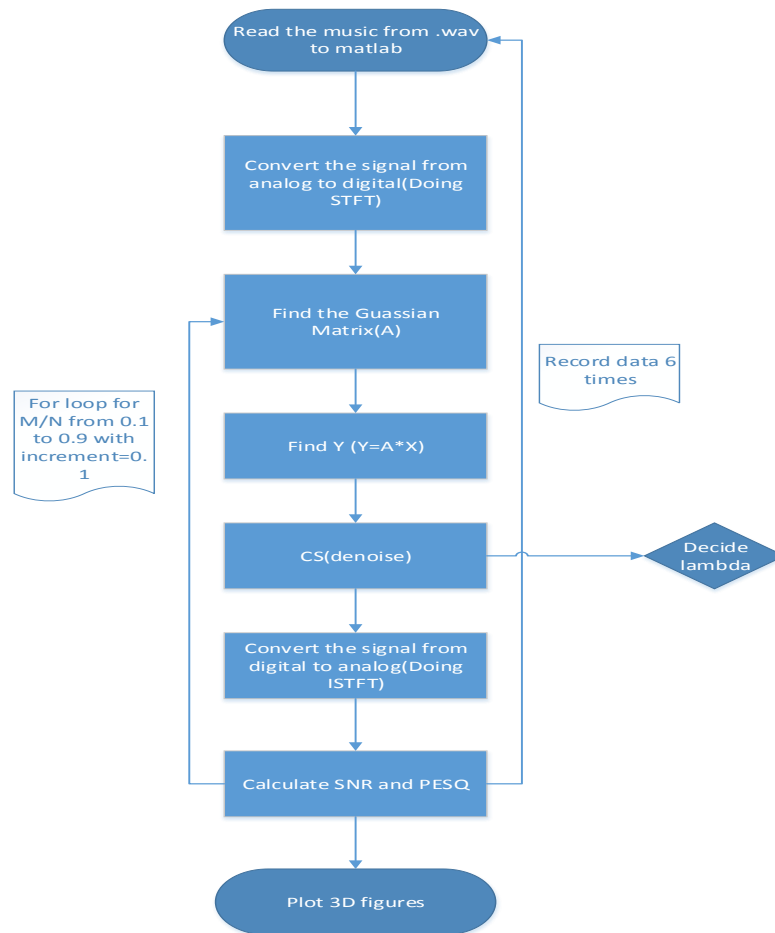 Read the music from .wav
to matlab
Convert the signal from
analog to digital(Doing
STFT)
Find the Guassian
Matrix(A)
Record data 6
times
For loop for
M/N from 0.1
to 0.9 with
increment=0.
1
Find Y (Y=A*X)
CS(denoise)
Decide
lambda
Convert the signal from
digital to analog(Doing
ISTFT)
Calculate SNR and PESQ
Plot 3D figures